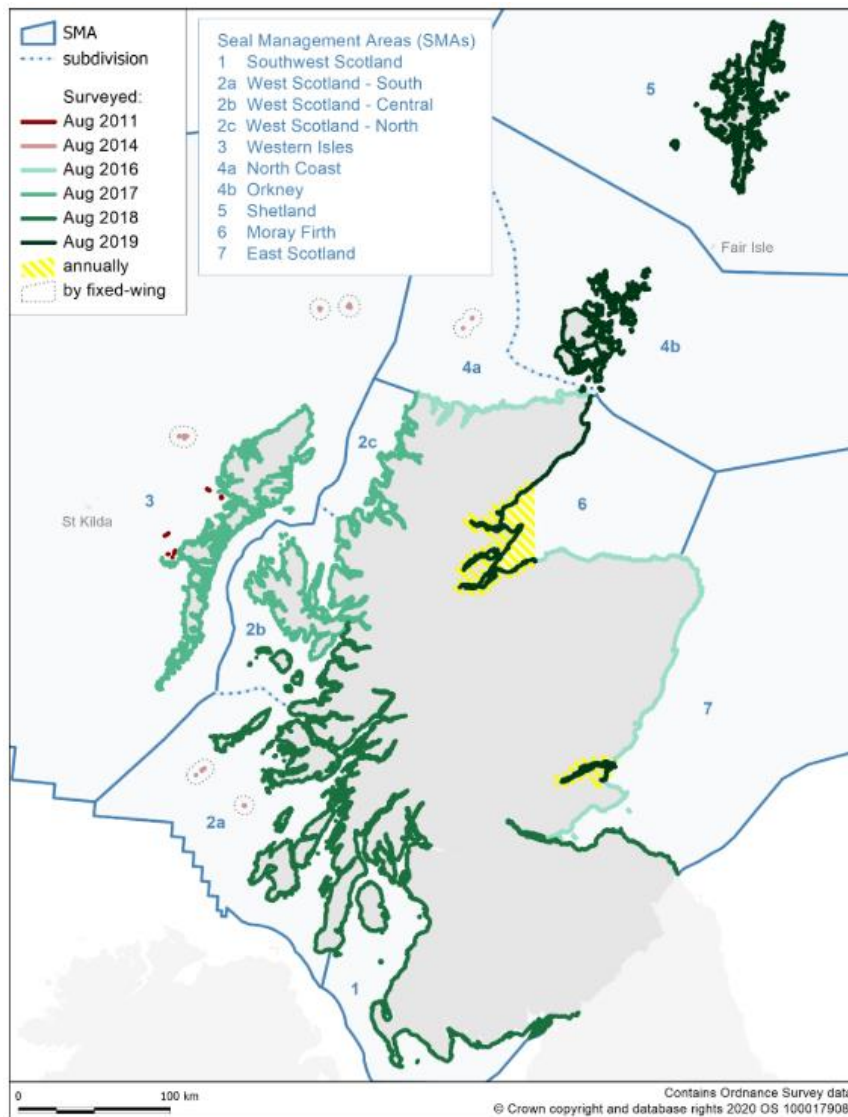 SMA
subdivision
Surveyed:
Aug 2011
Aug 2014
Aug 2016
Aug 2017
Aug 2018
Aug 2019
annually
by fixed-wing
Seal Management Areas (SMAs)
1 Southwest Scotland
2a West Scotland - South
2b West Scotland - Central
2c West Scotland - North
3 Western Isles
4a North Coast
4b Orkney
5 Shetland
6 Moray Firth
7 East Scotland
5
Fair Isle
4b
4a
2c
6
3
St Kilda
2b
7
2a
1
0 100 km
Contains Ordnance Survey data
© Crown copyright and database rights 2020 OS 100017908